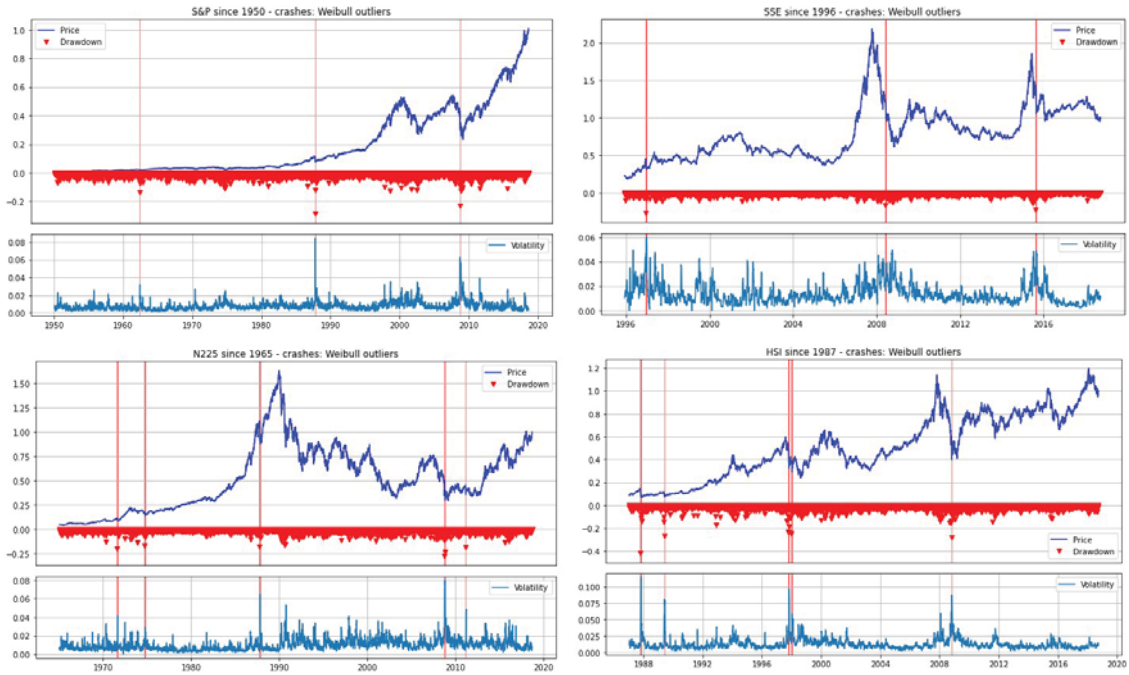 S&P since 1950 - crashes: Weibull outliers
Price
Drawdown
1.0
0.8
0.6
0.4
0.2
0.0
−0.2
Volatility
0.08
0.06
0.04
0.02
0.00
1950 1960 1970 1980 1990 2000 2010 2020
SSE since 1996 - crashes: Weibull outliers
Price
Drawdown
2.0
1.5
1.0
0.5
0.0
Volatility
0.06
0.04
0.02
0.00
1996 2000 2004 2008 2012 2016
N225 since 1965 - crashes: Weibull outliers
Price
Drawdown
1.50
1.25
1.00
0.75
0.50
0.25
0.00
−0.25
Volatility
0.08
0.06
0.04
0.02
0.00
1970 1980 1990 2000 2010 2020
HSI since 1987 - crashes: Weibull outliers
1.2
1.0
0.8
0.6
0.4
0.2
0.0
−0.2
−0.4
Price
Drawdown
Volatility
0.100
0.075
0.050
0.025
0.000
1988 1992 1996 2000 2004 2008 2012 2016 2020